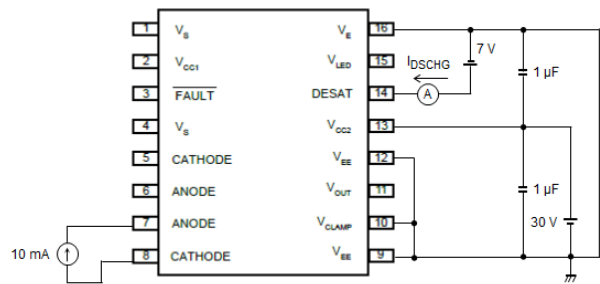 1 V_S V_E 16
2 V_CC1 V_LED 15
3 F̅A̅U̅L̅T̅ DESAT 14
4 V_S V_CC2 13
5 CATHODE V_EE 12
6 ANODE V_OUT 11
7 ANODE V_CLAMP 10
8 CATHODE V_EE 9
7 V
I_DSCHG
A
1 µF
1 µF
30 V
10 mA